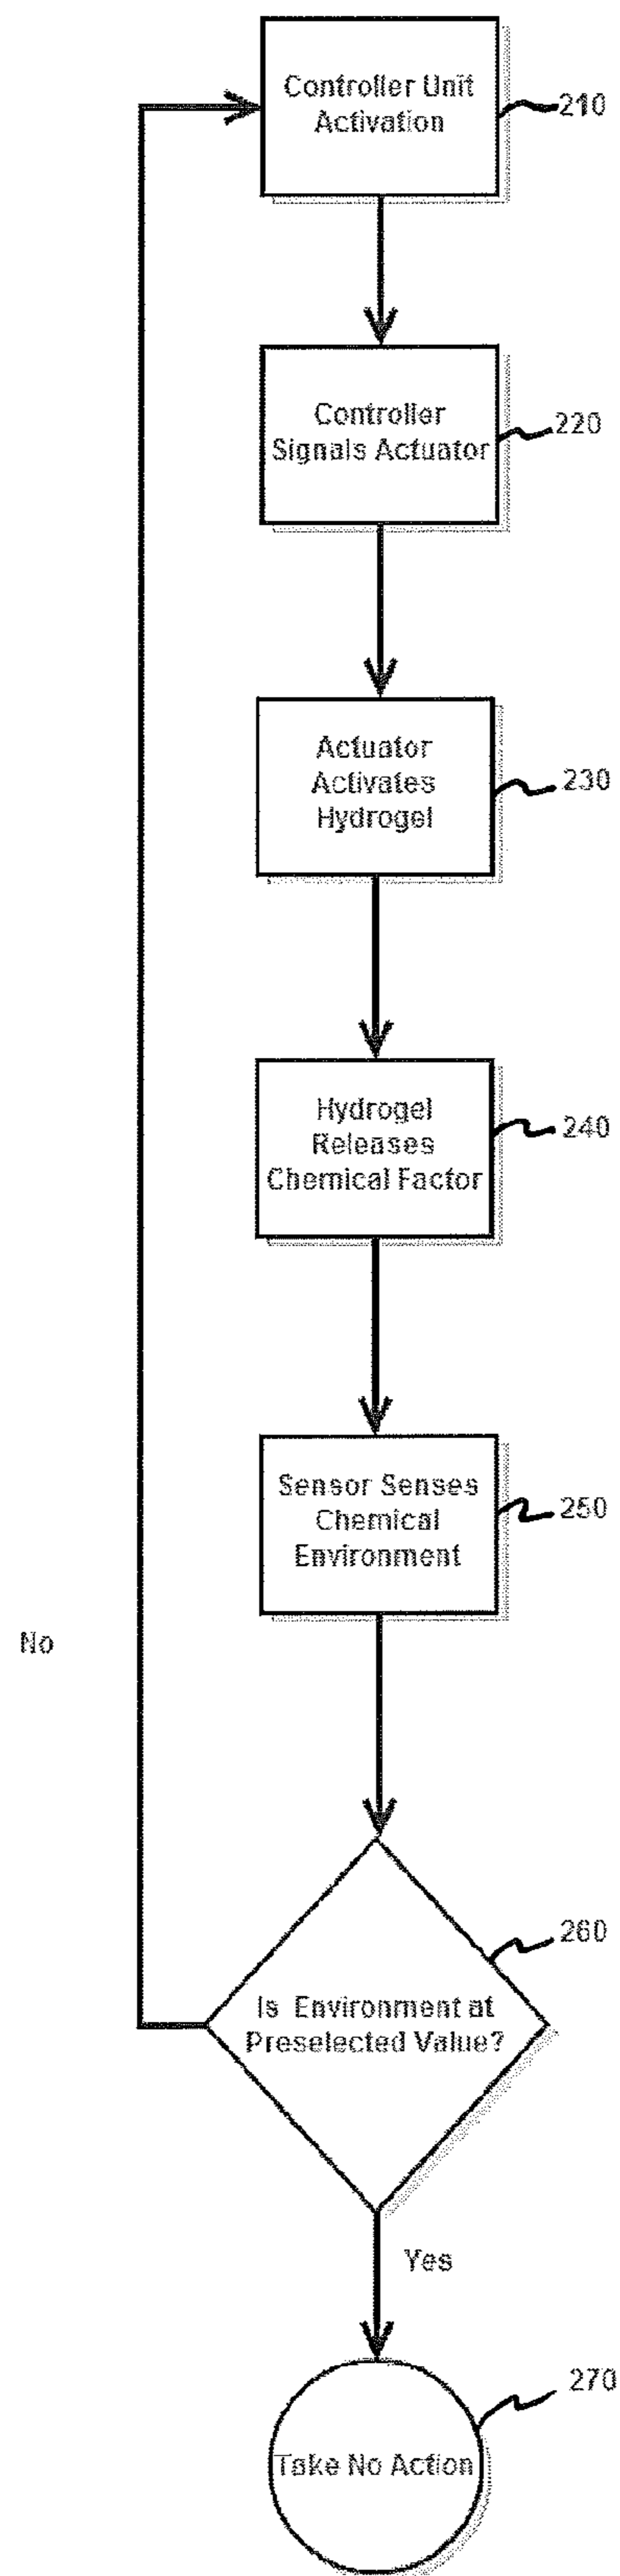 Controller Unit
Activation
210
Controller
Signals Actuator
220
Actuator
Activates
Hydrogel
230
Hydrogel
Releases
Chemical Factor
240
Sensor Senses
Chemical
Environment
250
No
260
Is Environment at
Preselected Value?
Yes
270
Take No Action